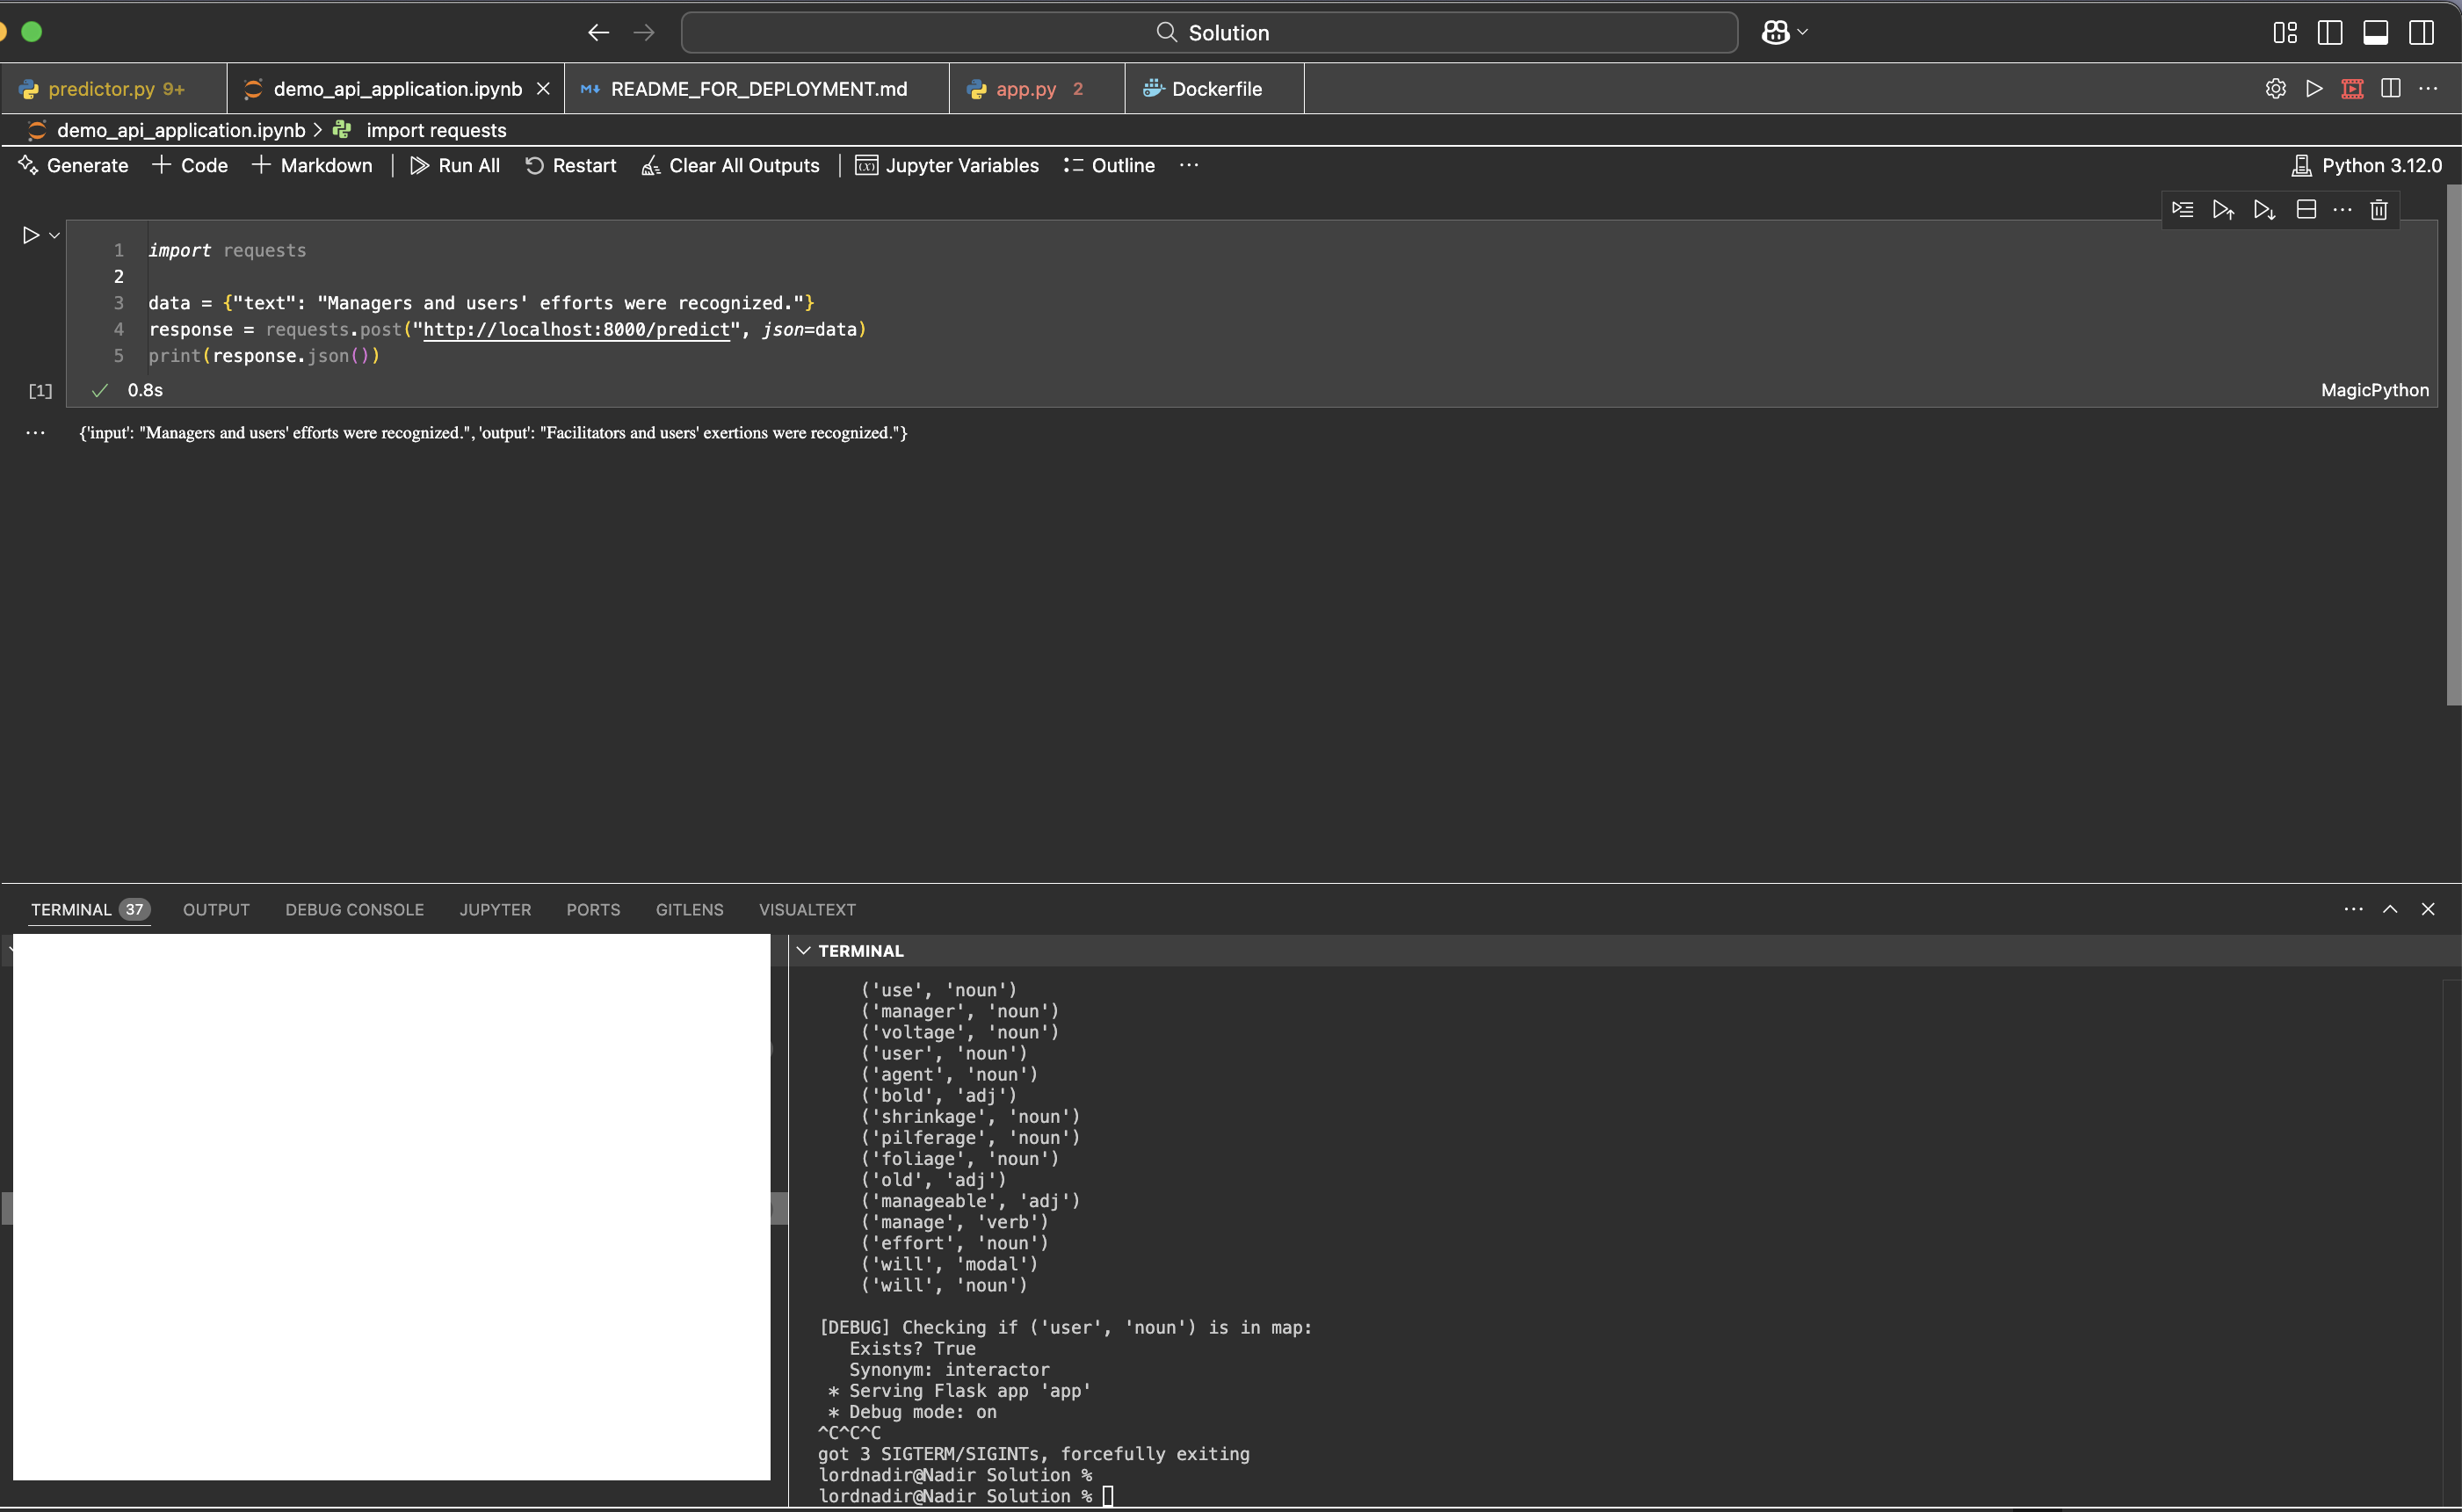 Solution
predictor.py 9+ demo_api_application.ipynb README_FOR_DEPLOYMENT.md app.py 2 Dockerfile
demo_api_application.ipynb > import requests
Generate + Code + Markdown | Run All Restart Clear All Outputs | Jupyter Variables Outline ... Python 3.12.0
1 import requests
2
3 data = {"text": "Managers and users' efforts were recognized."}
4 response = requests.post("http://localhost:8000/predict", json=data)
5 print(response.json())
[1] ✓ 0.8s MagicPython
... {'input': "Managers and users' efforts were recognized.", 'output': "Facilitators and users' exertions were recognized."}
TERMINAL 37 OUTPUT DEBUG CONSOLE JUPYTER PORTS GITLENS VISUALTEXT
TERMINAL
('use', 'noun')
('manager', 'noun')
('voltage', 'noun')
('user', 'noun')
('agent', 'noun')
('bold', 'adj')
('shrinkage', 'noun')
('pilferage', 'noun')
('foliage', 'noun')
('old', 'adj')
('manageable', 'adj')
('manage', 'verb')
('effort', 'noun')
('will', 'modal')
('will', 'noun')
[DEBUG] Checking if ('user', 'noun') is in map:
Exists? True
Synonym: interactor
* Serving Flask app 'app'
* Debug mode: on
^C^C^C
got 3 SIGTERM/SIGINTs, forcefully exiting
lordnadir@Nadir Solution %
lordnadir@Nadir Solution %